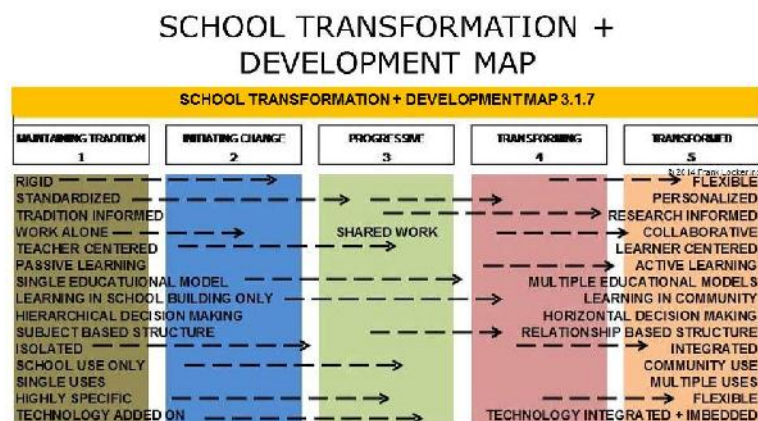 SCHOOL TRANSFORMATION +
DEVELOPMENT MAP
SCHOOL TRANSFORMATION + DEVELOPMENT MAP 3.1.7
MAINTAINING TRADITION INITIATING CHANGE PROGRESSIVE TRANSFORMING TRANSFORMED
1 2 3 4 5
© 2014 Frank Locker Inc
RIGID FLEXIBLE
STANDARDIZED PERSONALIZED
TRADITION INFORMED RESEARCH INFORMED
WORK ALONE SHARED WORK COLLABORATIVE
TEACHER CENTERED LEARNER CENTERED
PASSIVE LEARNING ACTIVE LEARNING
SINGLE EDUCATUIONAL MODEL MULTIPLE EDUCATIONAL MODELS
LEARNING IN SCHOOL BUILDING ONLY LEARNING IN COMMUNITY
HIERARCHICAL DECISION MAKING HORIZONTAL DECISION MAKING
SUBJECT BASED STRUCTURE RELATIONSHIP BASED STRUCTURE
ISOLATED INTEGRATED
SCHOOL USE ONLY COMMUNITY USE
SINGLE USES MULTIPLE USES
HIGHLY SPECIFIC FLEXIBLE
TECHNOLOGY ADDED ON TECHNOLOGY INTEGRATED + IMBEDDED